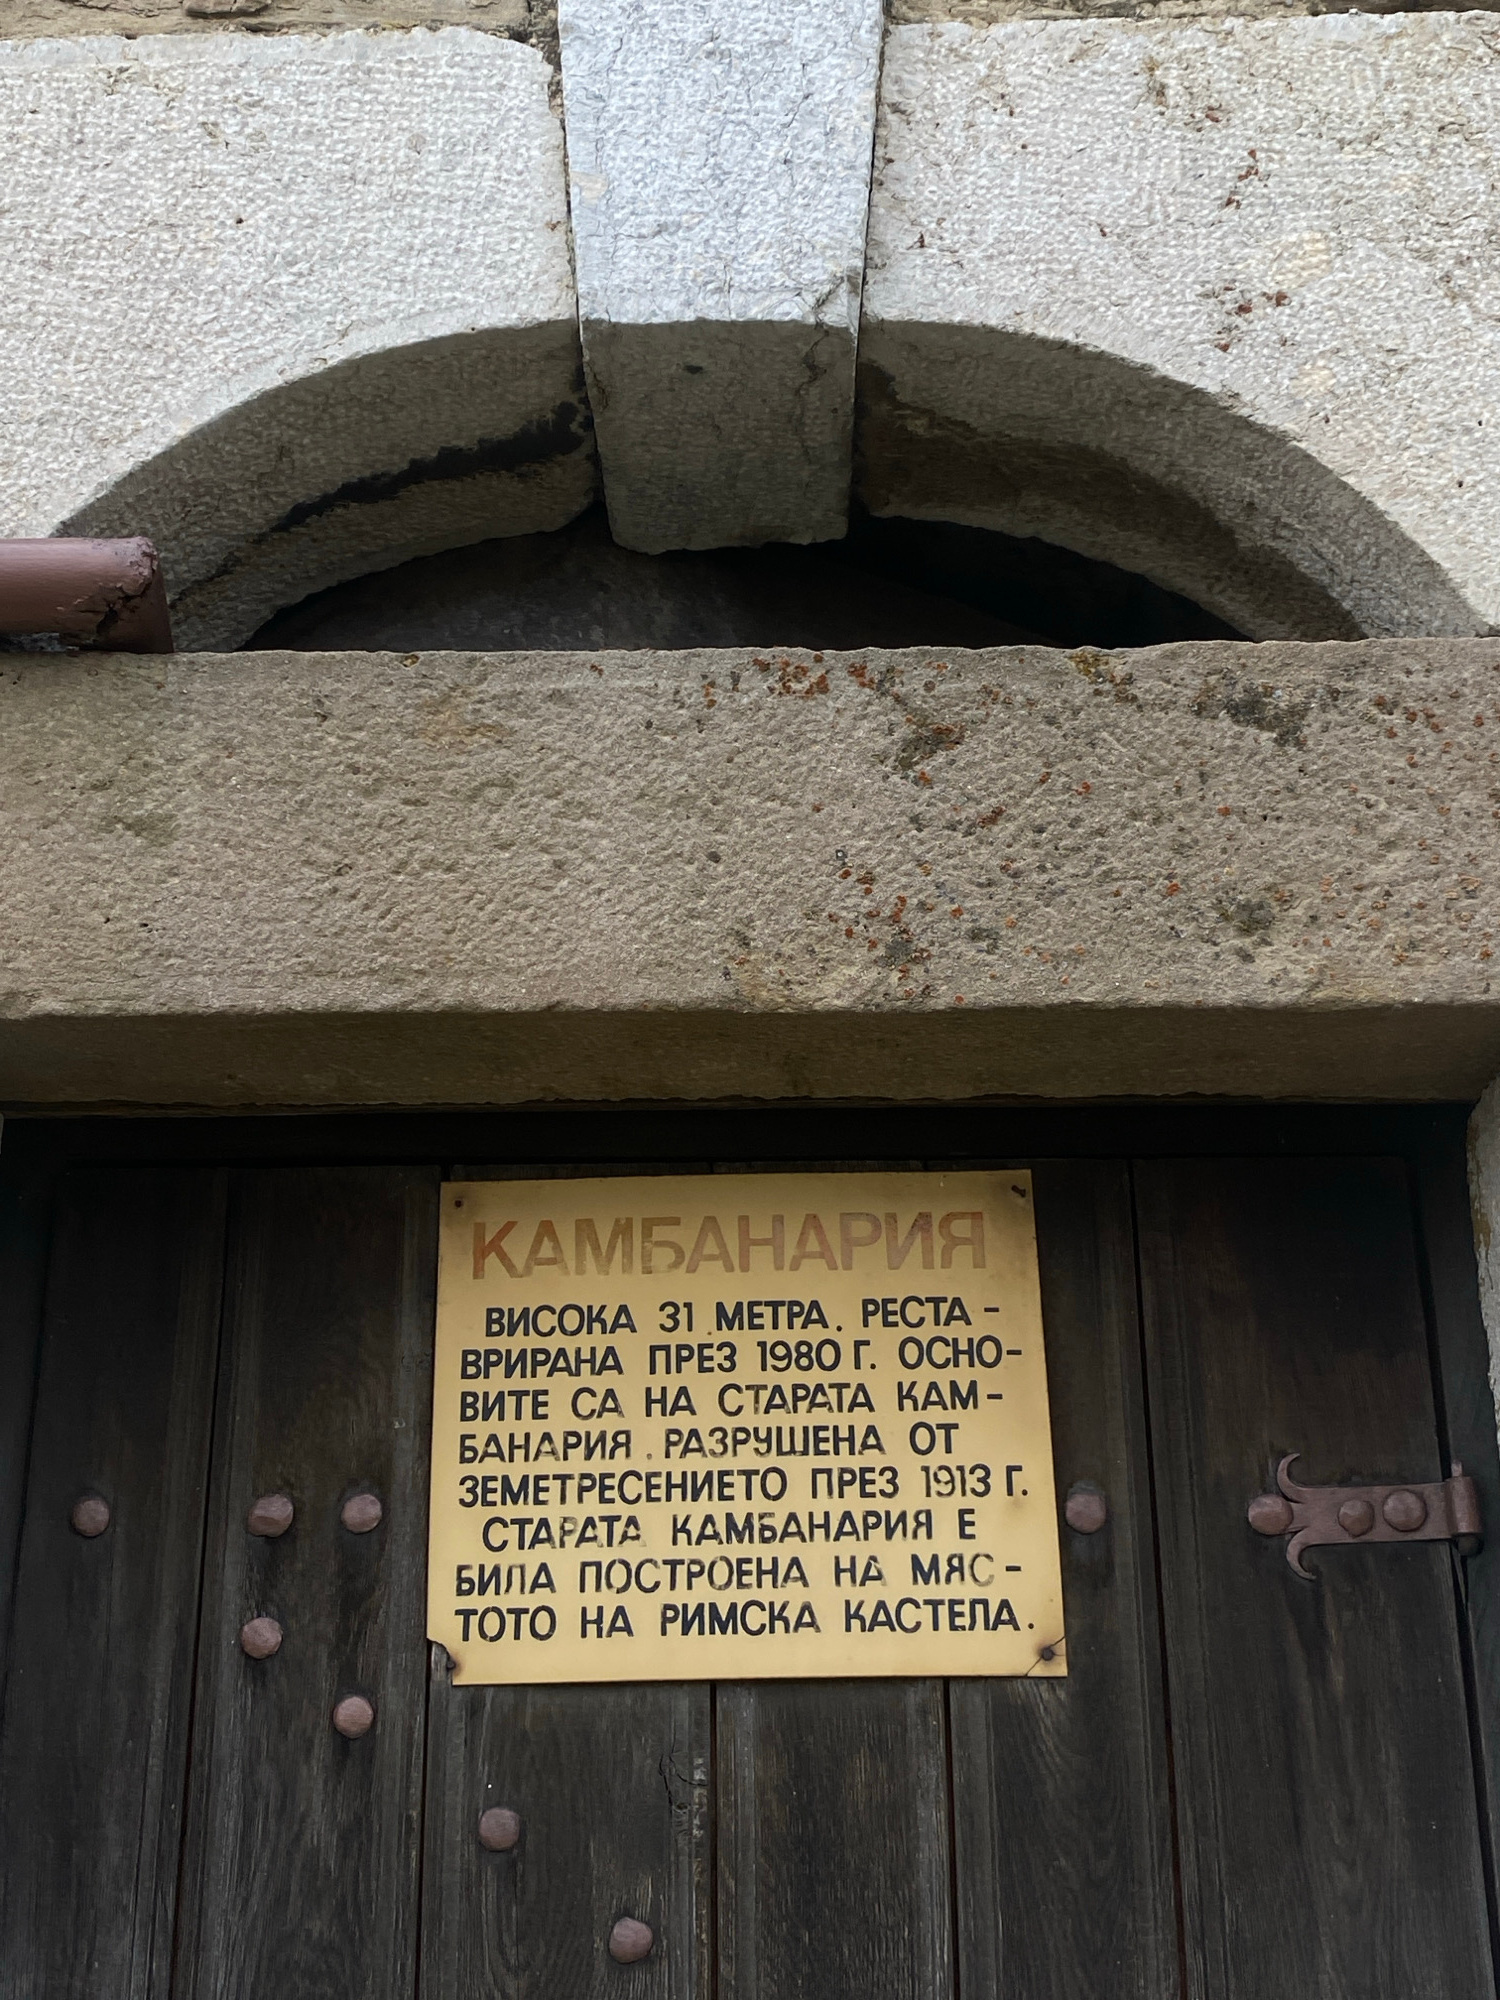 КАМБАНАРИЯ
ВИСОКА 31 МЕТРА. РЕСТА-
ВРИРАНА ПРЕЗ 1980 Г. ОСНО-
ВИТЕ СА НА СТАРАТА КАМ-
БАНАРИЯ. РАЗРУШЕНА ОТ
ЗЕМЕТРЕСЕНИЕТО ПРЕЗ 1913 Г.
СТАРАТА КАМБАНАРИЯ Е
БИЛА ПОСТРОЕНА НА МЯС-
ТОТО НА РИМСКА КАСТЕЛА.